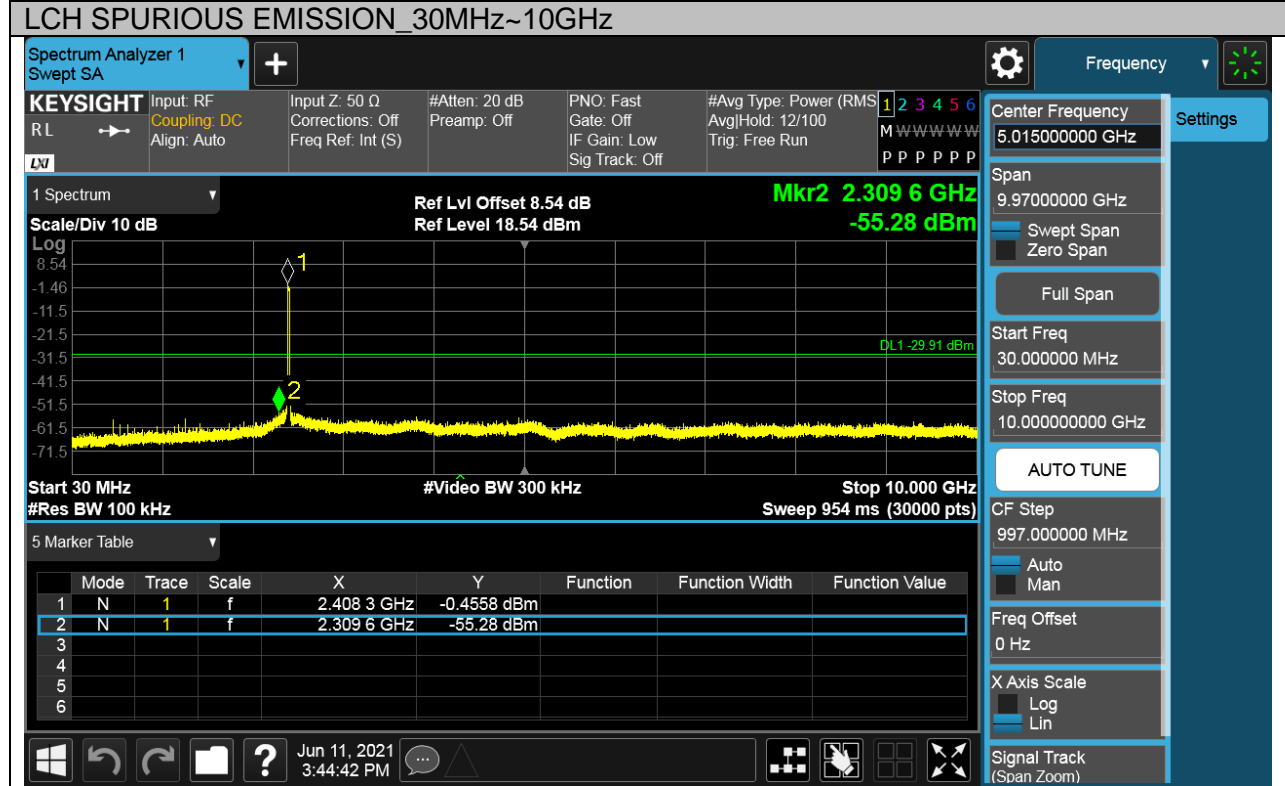 LCH SPURIOUS EMISSION_30MHz~10GHz
Spectrum Analyzer 1
Swept SA
+
Frequency
KEYSIGHT
RL
LXI
Input: RF
Coupling: DC
Align: Auto
Input Z: 50 Ω
Corrections: Off
Freq Ref: Int (S)
#Atten: 20 dB
Preamp: Off
PNO: Fast
Gate: Off
IF Gain: Low
Sig Track: Off
#Avg Type: Power (RMS
Avg|Hold: 12/100
Trig: Free Run
1 2 3 4 5 6
M W W W W W
P P P P P P
1 Spectrum
Scale/Div 10 dB
Ref Lvl Offset 8.54 dB
Ref Level 18.54 dBm
Mkr2 2.309 6 GHz
-55.28 dBm
Log
8.54
-1.46
-11.5
-21.5
-31.5
-41.5
-51.5
-61.5
-71.5
1
2
DL1 -29.91 dBm
Start 30 MHz
#Res BW 100 kHz
#Video BW 300 kHz
Stop 10.000 GHz
Sweep 954 ms (30000 pts)
5 Marker Table
Mode Trace Scale X Y Function Function Width Function Value
1 N 1 f 2.408 3 GHz -0.4558 dBm
2 N 1 f 2.309 6 GHz -55.28 dBm
3
4
5
6
Center Frequency
5.015000000 GHz
Settings
Span
9.97000000 GHz
Swept Span
Zero Span
Full Span
Start Freq
30.000000 MHz
Stop Freq
10.000000000 GHz
AUTO TUNE
CF Step
997.000000 MHz
Auto
Man
Freq Offset
0 Hz
X Axis Scale
Log
Lin
Signal Track
(Span Zoom)
?
Jun 11, 2021
3:44:42 PM